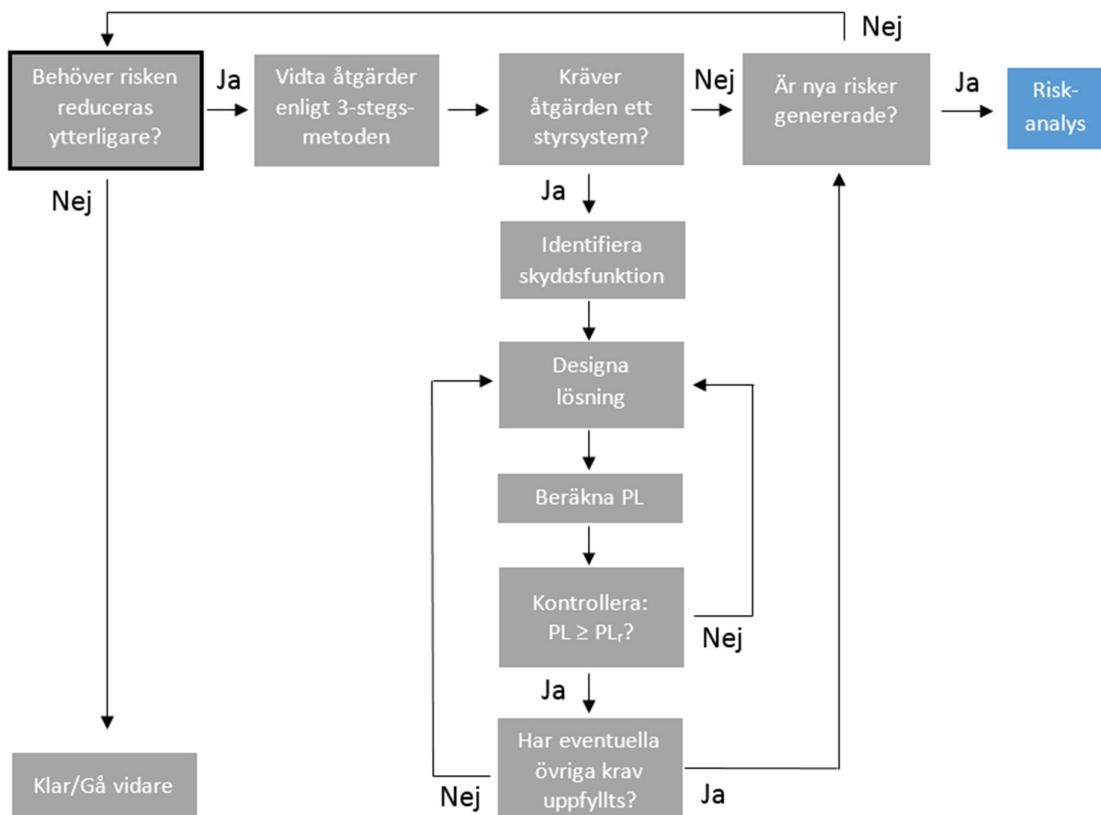 Nej
Behöver risken
reduceras
ytterligare?
Ja
Vidta åtgärder
enligt 3-stegs-
metoden
Kräver
åtgärden ett
styrsystem?
Nej
Är nya risker
genererade?
Ja
Risk-
analys
Nej
Ja
Identifiera
skyddsfunktion
Designa
lösning
Beräkna PL
Kontrollera:
PL ≥ PLᵣ?
Nej
Ja
Har eventuella
övriga krav
uppfyllts?
Nej
Ja
Klar/Gå vidare